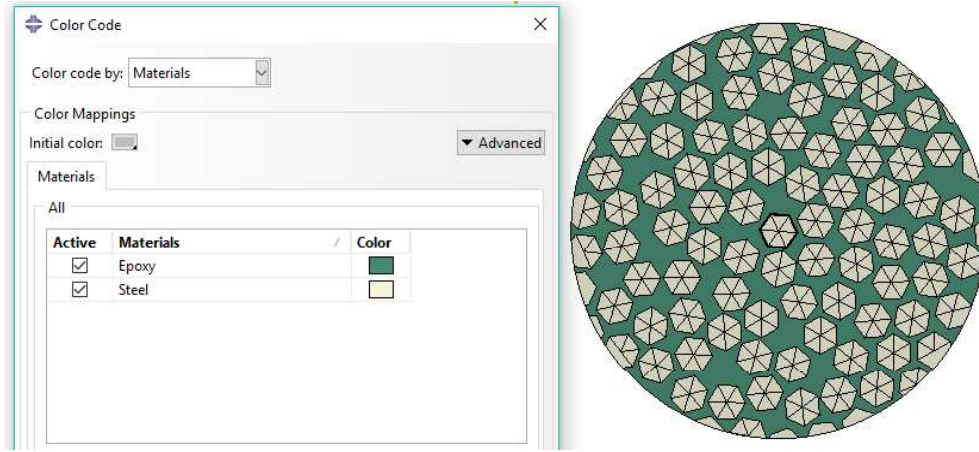 Color Code
Color code by: Materials
Color Mappings
Initial color:
Advanced
Materials
All
Active Materials / Color
Epoxy
Steel